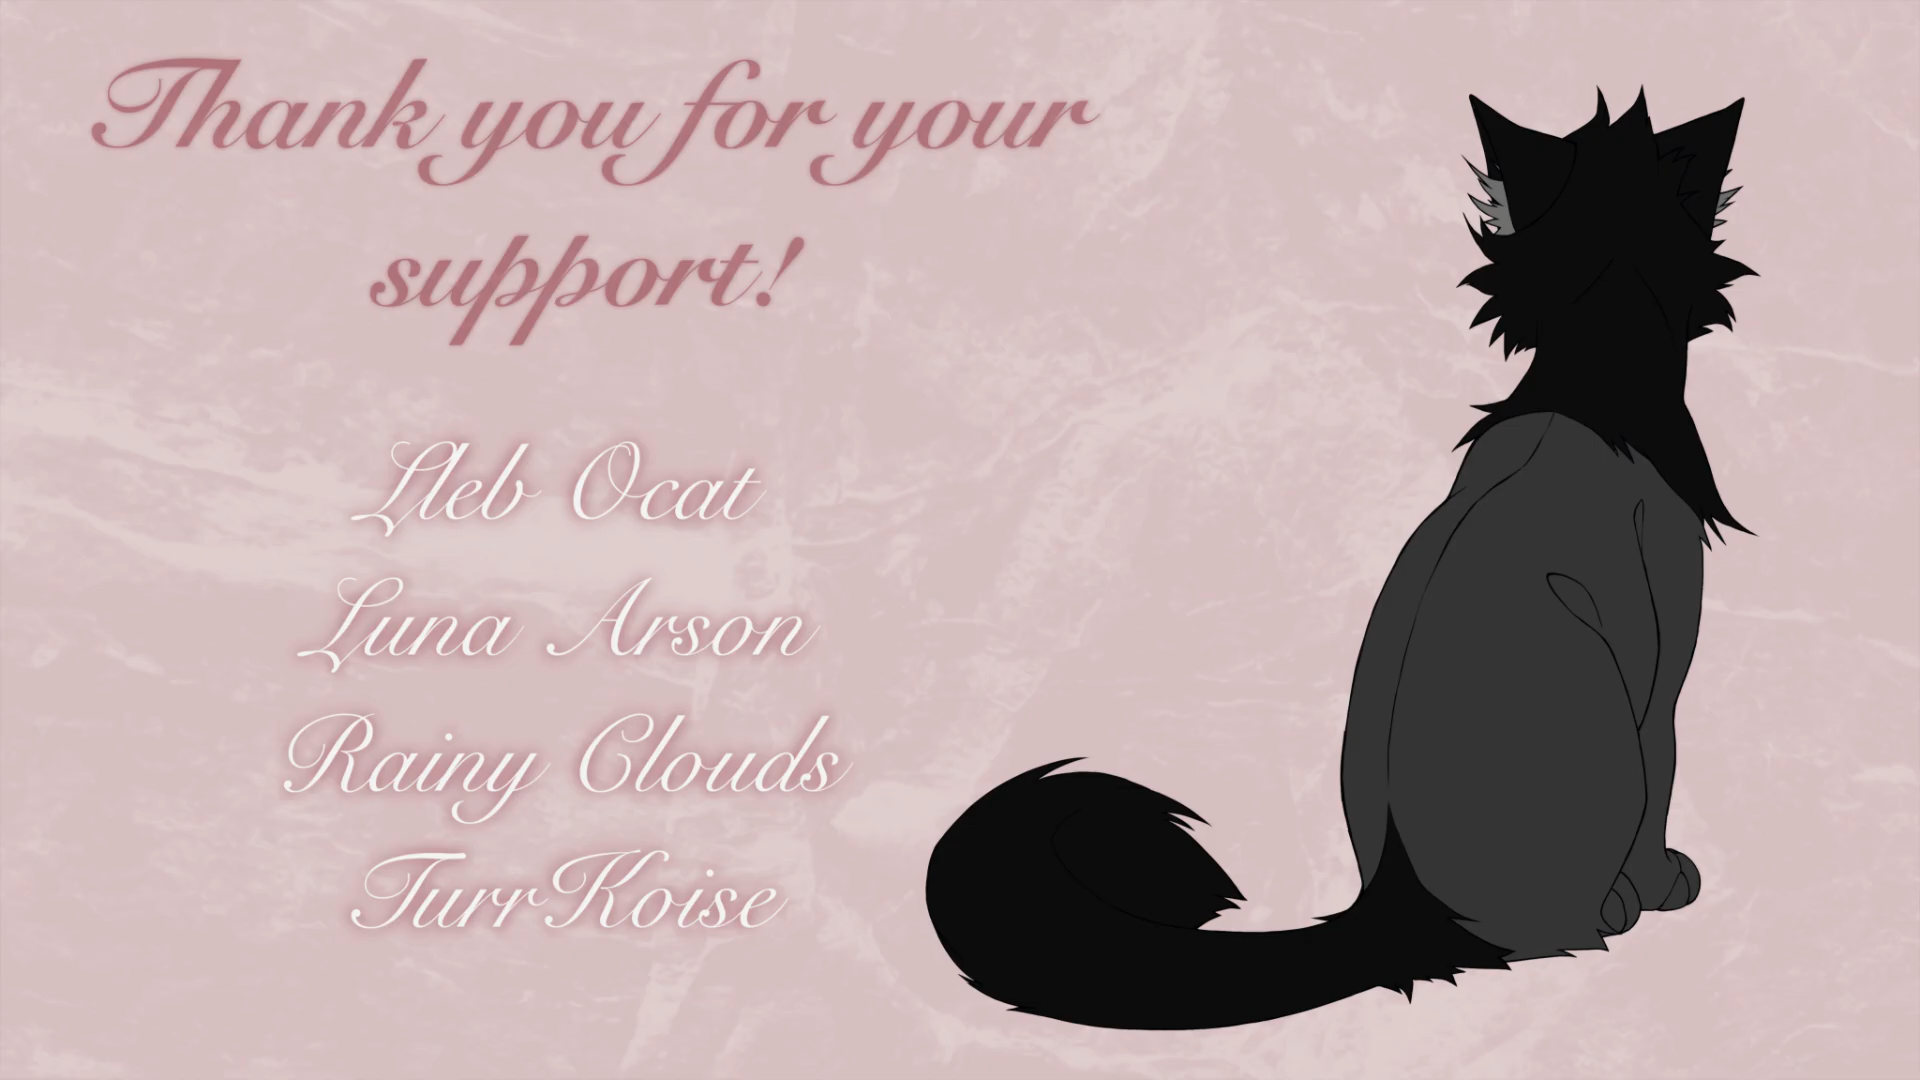 Thank you for your
support!
Lleb Ocat
Luna Arson
Rainy Clouds
TurrKoise